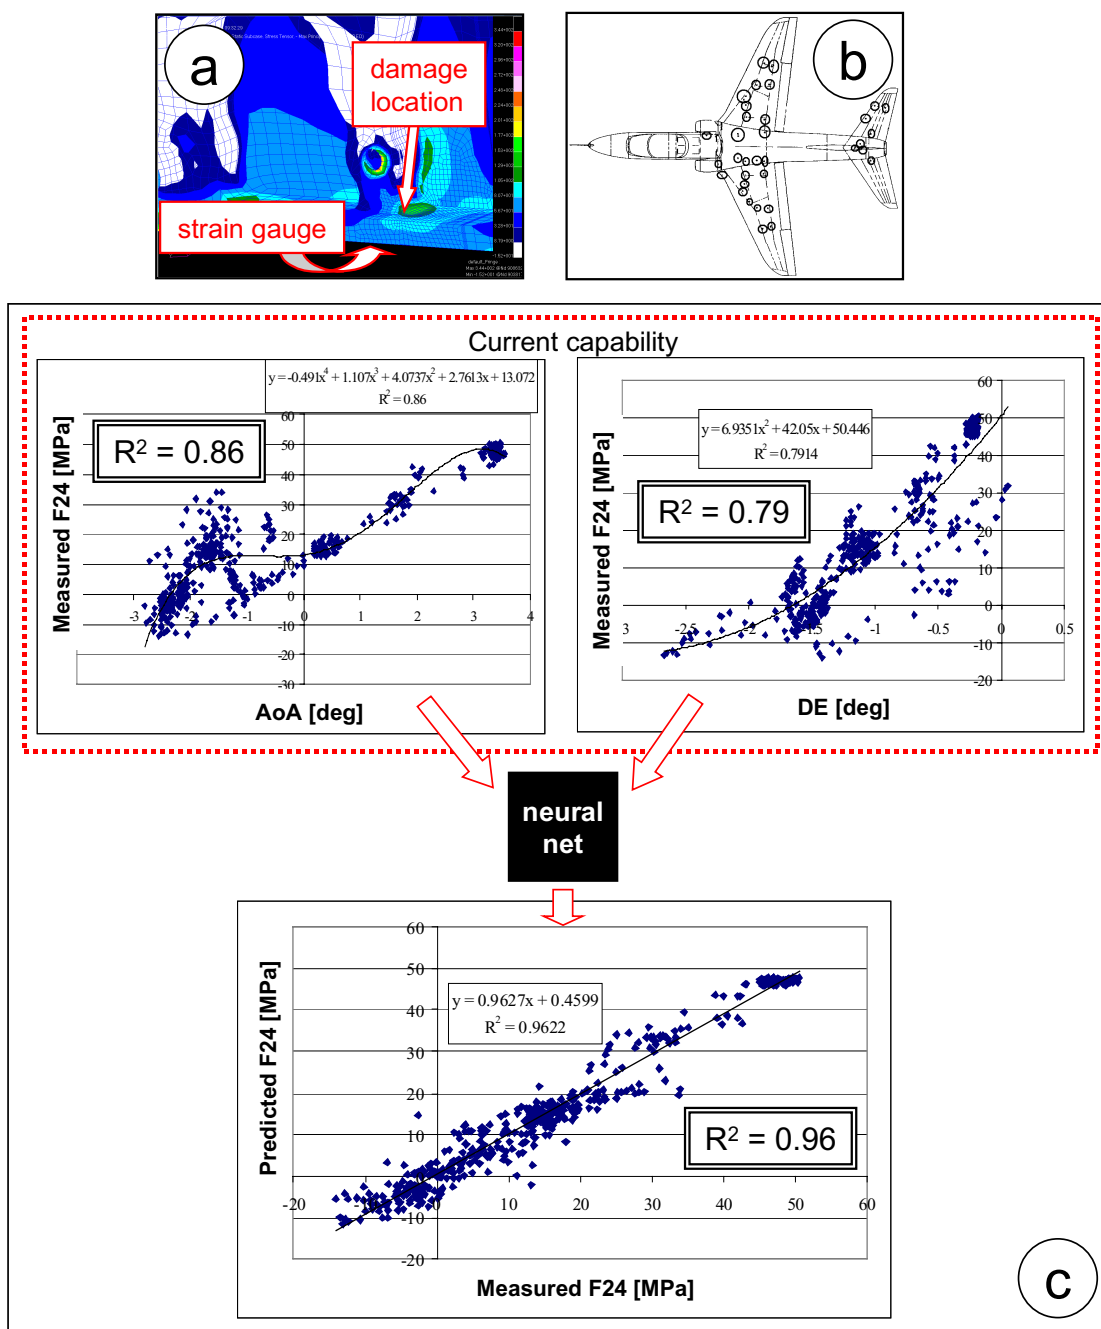 a
damage
location
strain gauge
default_Fringe
b
Current capability
y = -0.491x⁴ + 1.107x³ + 4.0737x² + 2.7613x + 13.072
R² = 0.86
R² = 0.86
Measured F24 [MPa]
60
50
40
30
20
10
0
-10
-20
-30
-3 -2 -1 0 1 2 3 4
AoA [deg]
y = 6.9351x² + 42.05x + 50.446
R² = 0.7914
R² = 0.79
Measured F24 [MPa]
60
50
40
30
20
10
0
-10
-20
3 -2.5 -2 -1.5 -1 -0.5 0 0.5
DE [deg]
neural
net
y = 0.9627x + 0.4599
R² = 0.9622
R² = 0.96
Predicted F24 [MPa]
60
50
40
30
20
10
-10
-20
-20 -10 0 10 20 30 40 50 60
Measured F24 [MPa]
c